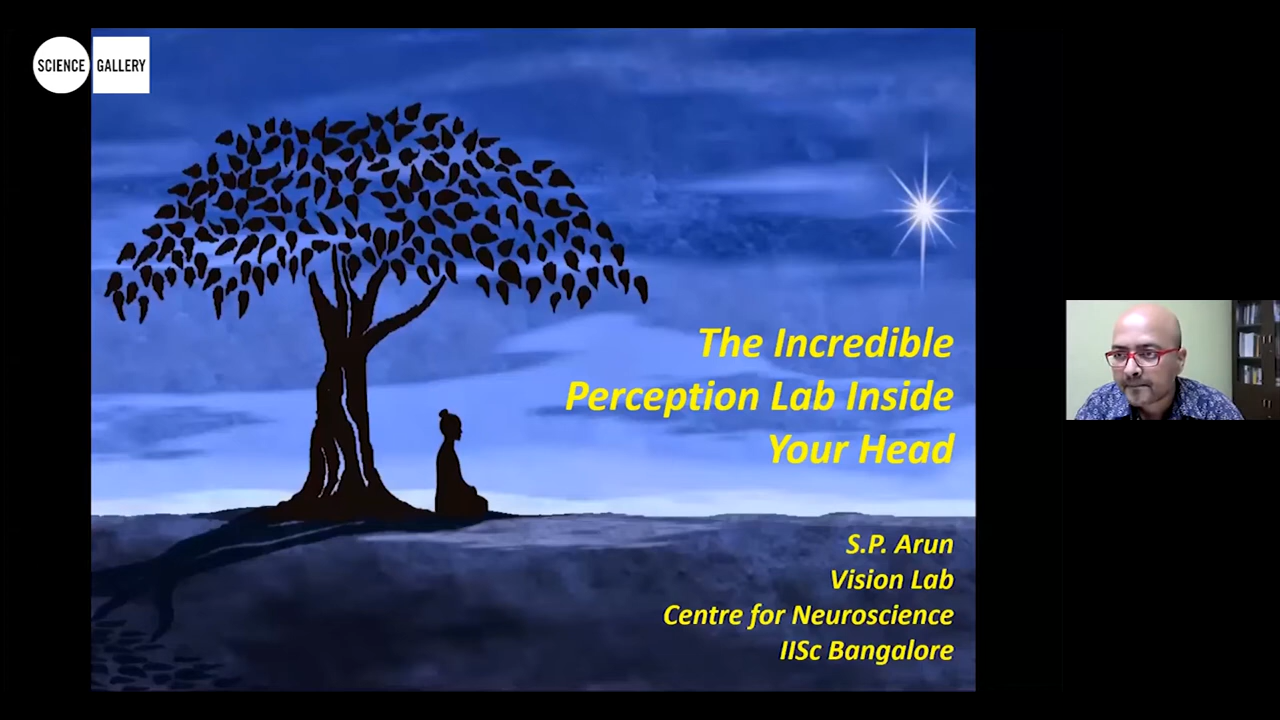 SCIENCE GALLERY
The Incredible
Perception Lab Inside
Your Head
S.P. Arun
Vision Lab
Centre for Neuroscience
IISc Bangalore